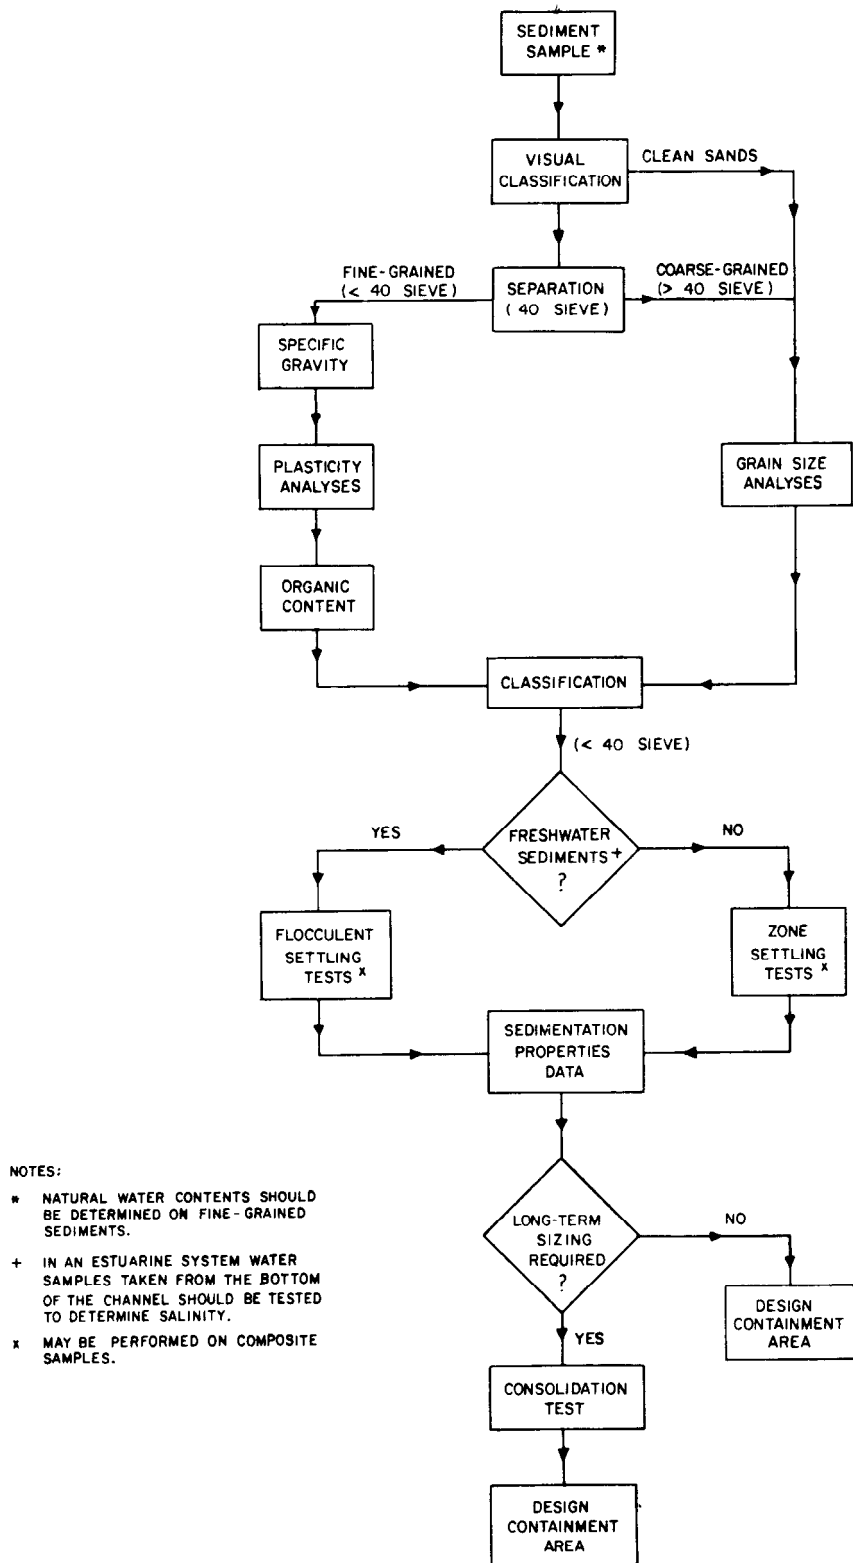 SEDIMENT
SAMPLE *
VISUAL
CLASSIFICATION
CLEAN SANDS
FINE-GRAINED
(< 40 SIEVE)
SEPARATION
(40 SIEVE)
COARSE-GRAINED
(> 40 SIEVE)
SPECIFIC
GRAVITY
PLASTICITY
ANALYSES
GRAIN SIZE
ANALYSES
ORGANIC
CONTENT
CLASSIFICATION
(< 40 SIEVE)
YES
FRESHWATER
SEDIMENTS +
?
NO
FLOCCULENT
SETTLING
TESTS x
ZONE
SETTLING
TESTS x
SEDIMENTATION
PROPERTIES
DATA
LONG-TERM
SIZING
REQUIRED
?
NO
DESIGN
CONTAINMENT
AREA
YES
CONSOLIDATION
TEST
DESIGN
CONTAINMENT
AREA
NOTES:
* NATURAL WATER CONTENTS SHOULD
BE DETERMINED ON FINE-GRAINED
SEDIMENTS.
+ IN AN ESTUARINE SYSTEM WATER
SAMPLES TAKEN FROM THE BOTTOM
OF THE CHANNEL SHOULD BE TESTED
TO DETERMINE SALINITY.
x MAY BE PERFORMED ON COMPOSITE
SAMPLES.